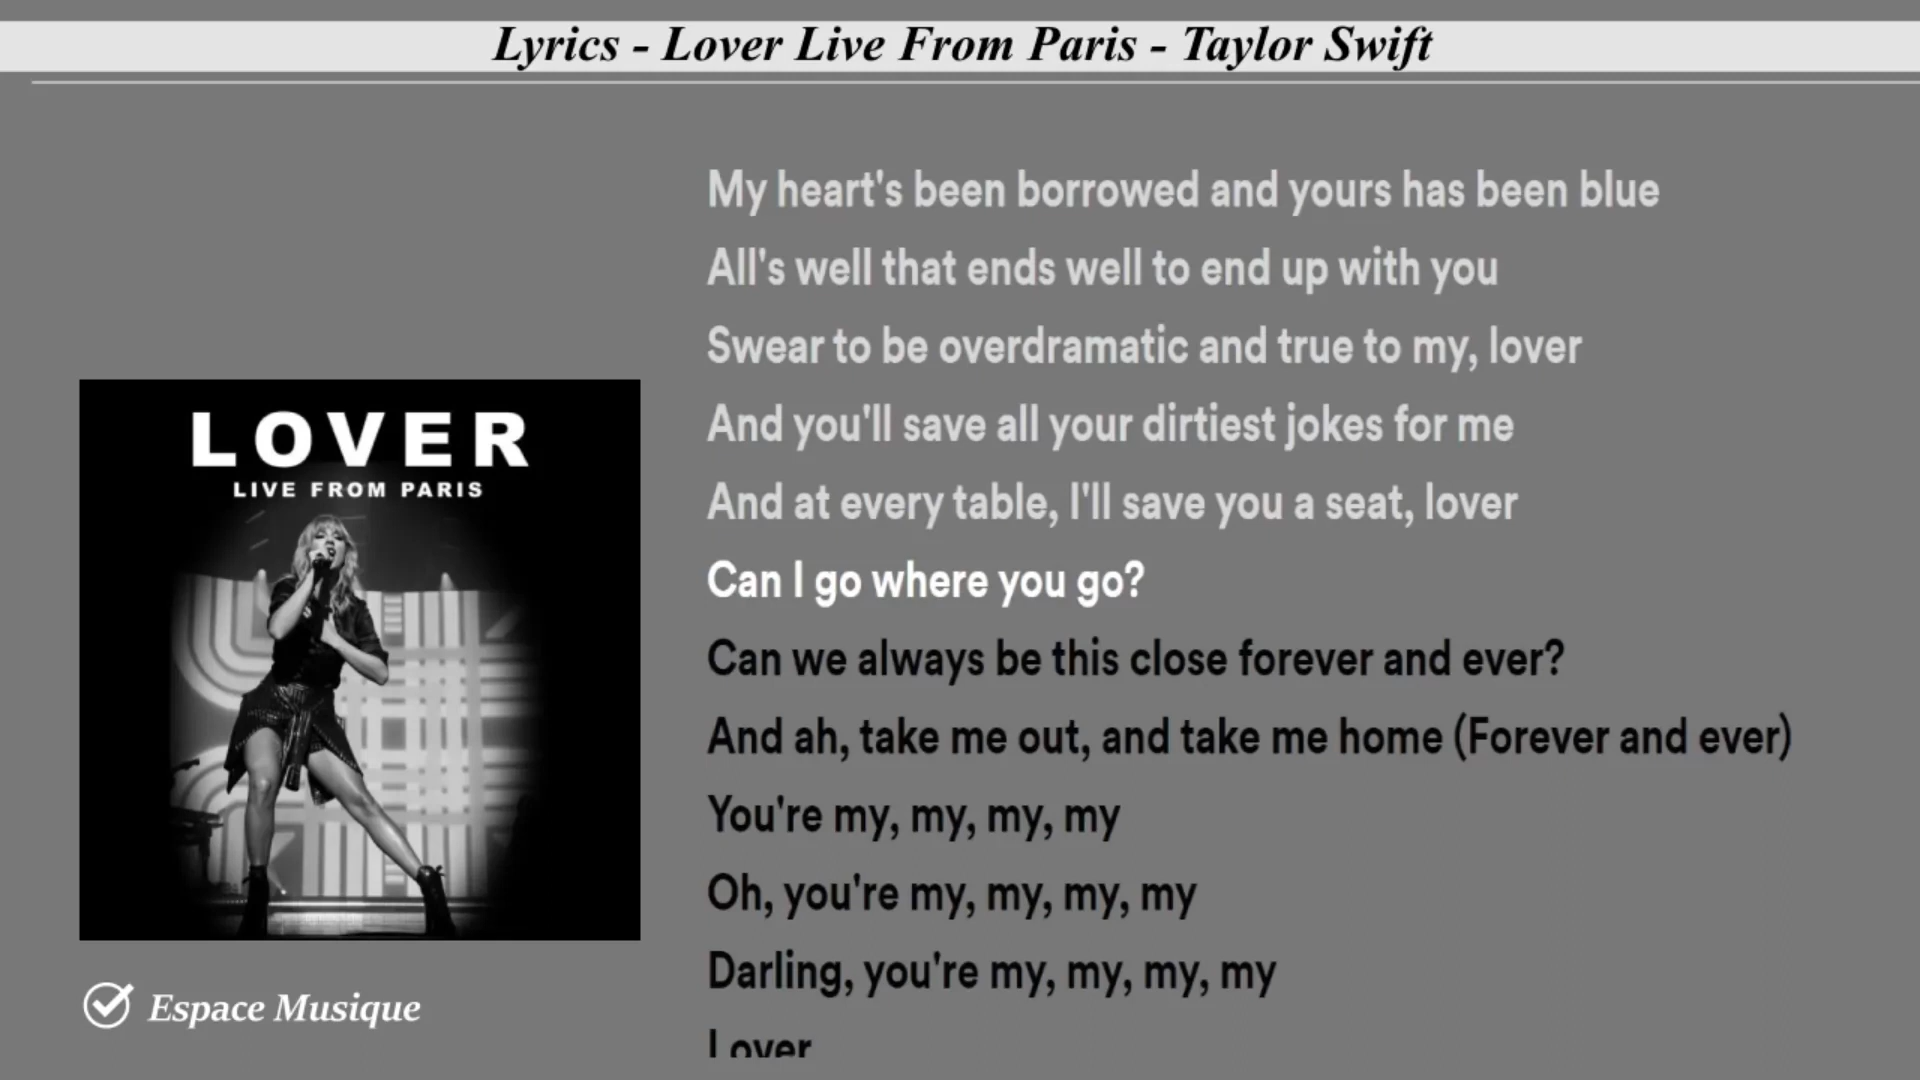 Lyrics - Lover Live From Paris - Taylor Swift
My heart's been borrowed and yours has been blue
All's well that ends well to end up with you
Swear to be overdramatic and true to my, lover
And you'll save all your dirtiest jokes for me
And at every table, I'll save you a seat, lover
Can I go where you go?
Can we always be this close forever and ever?
And ah, take me out, and take me home (Forever and ever)
You're my, my, my, my
Oh, you're my, my, my, my
Darling, you're my, my, my, my
Lover
LOVER
LIVE FROM PARIS
Espace Musique